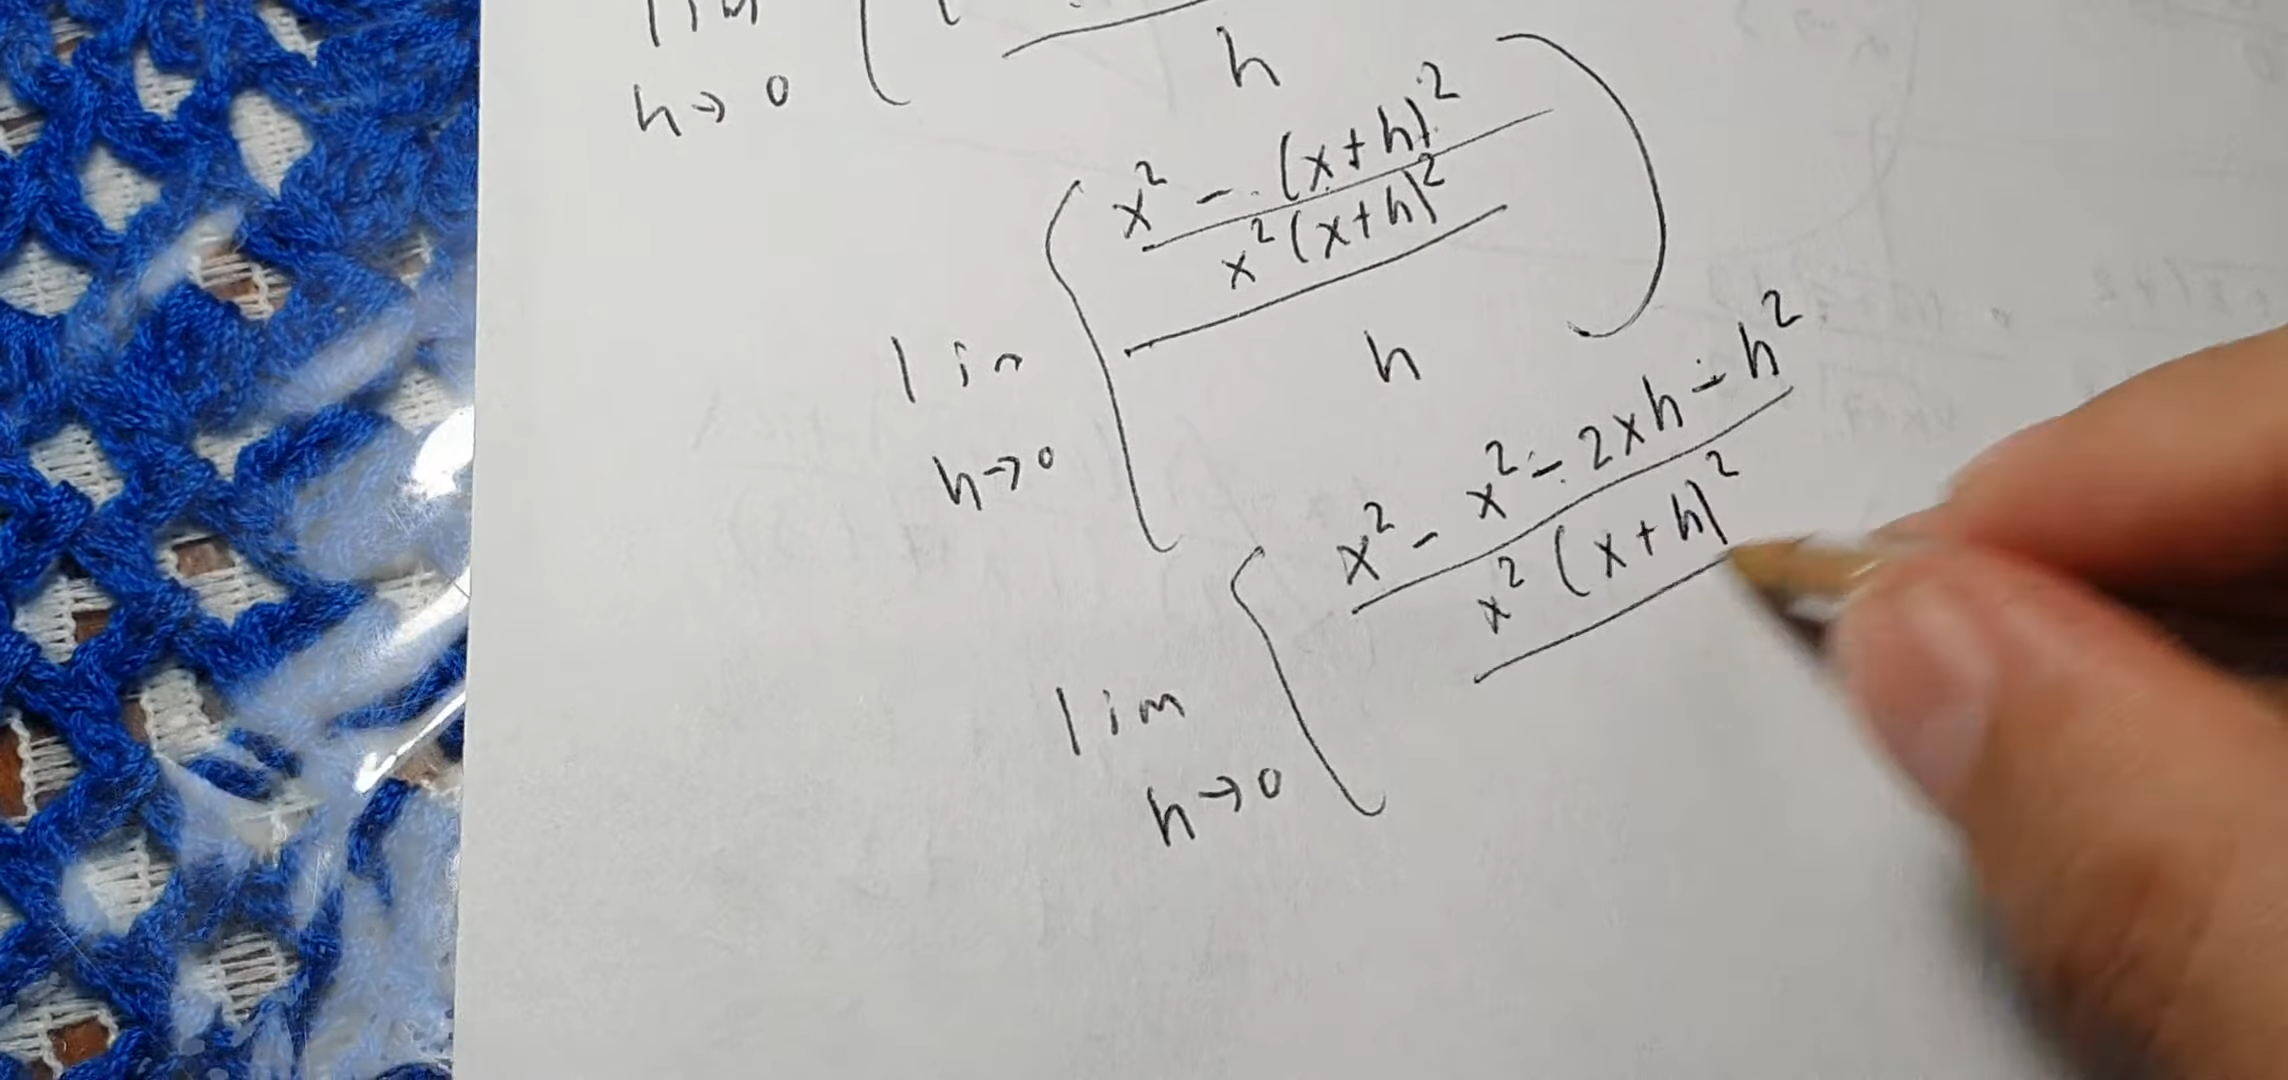 lim
h→0 h
x² - (x+h)²
x²(x+h)²
lim h
h→0
x² - x² - 2xh - h²
x² (x+h)²
lim
h→0